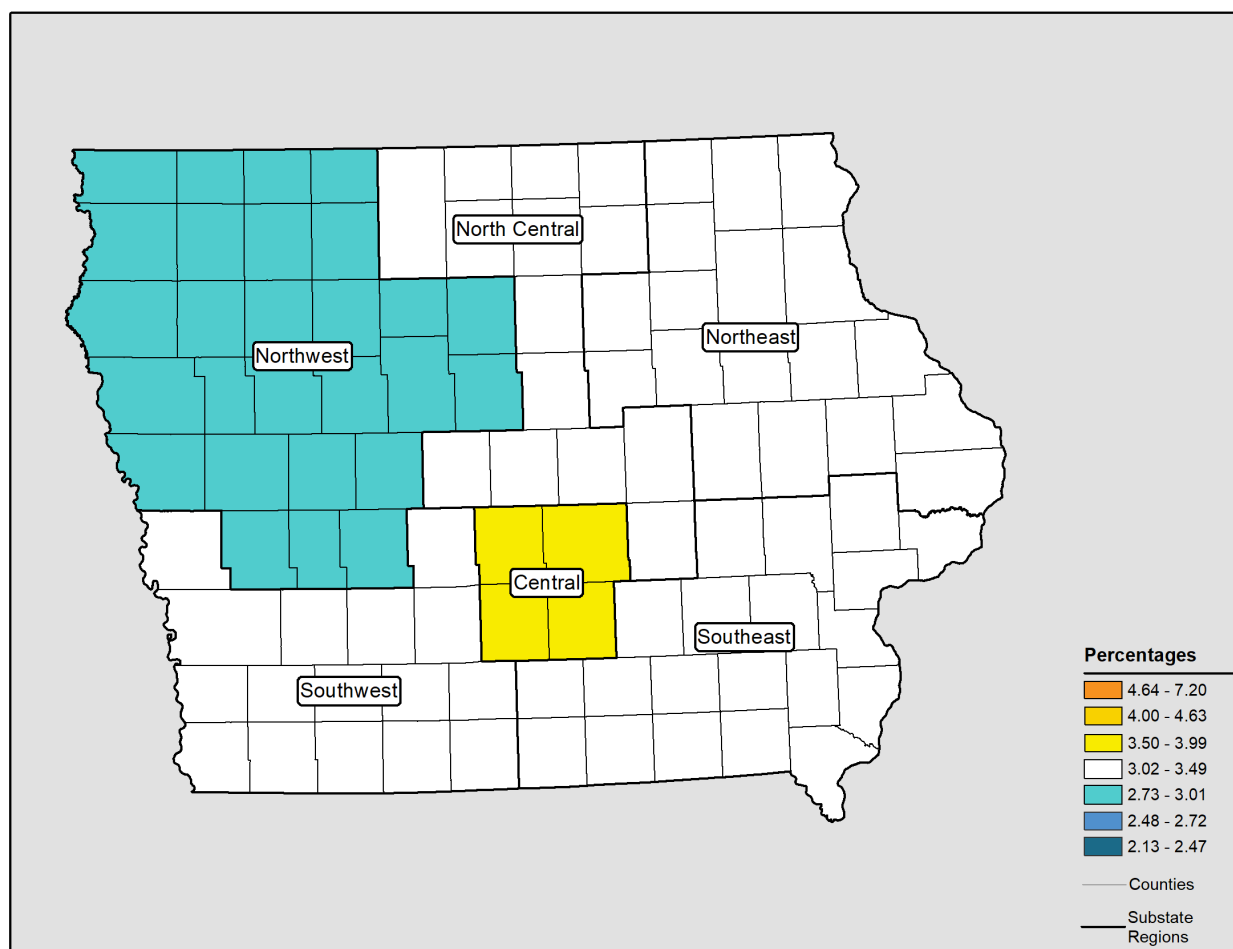 North Central
Northeast
Northwest
Central
Southeast
Southwest
Percentages
4.64 - 7.20
4.00 - 4.63
3.50 - 3.99
3.02 - 3.49
2.73 - 3.01
2.48 - 2.72
2.13 - 2.47
Counties
Substate
Regions